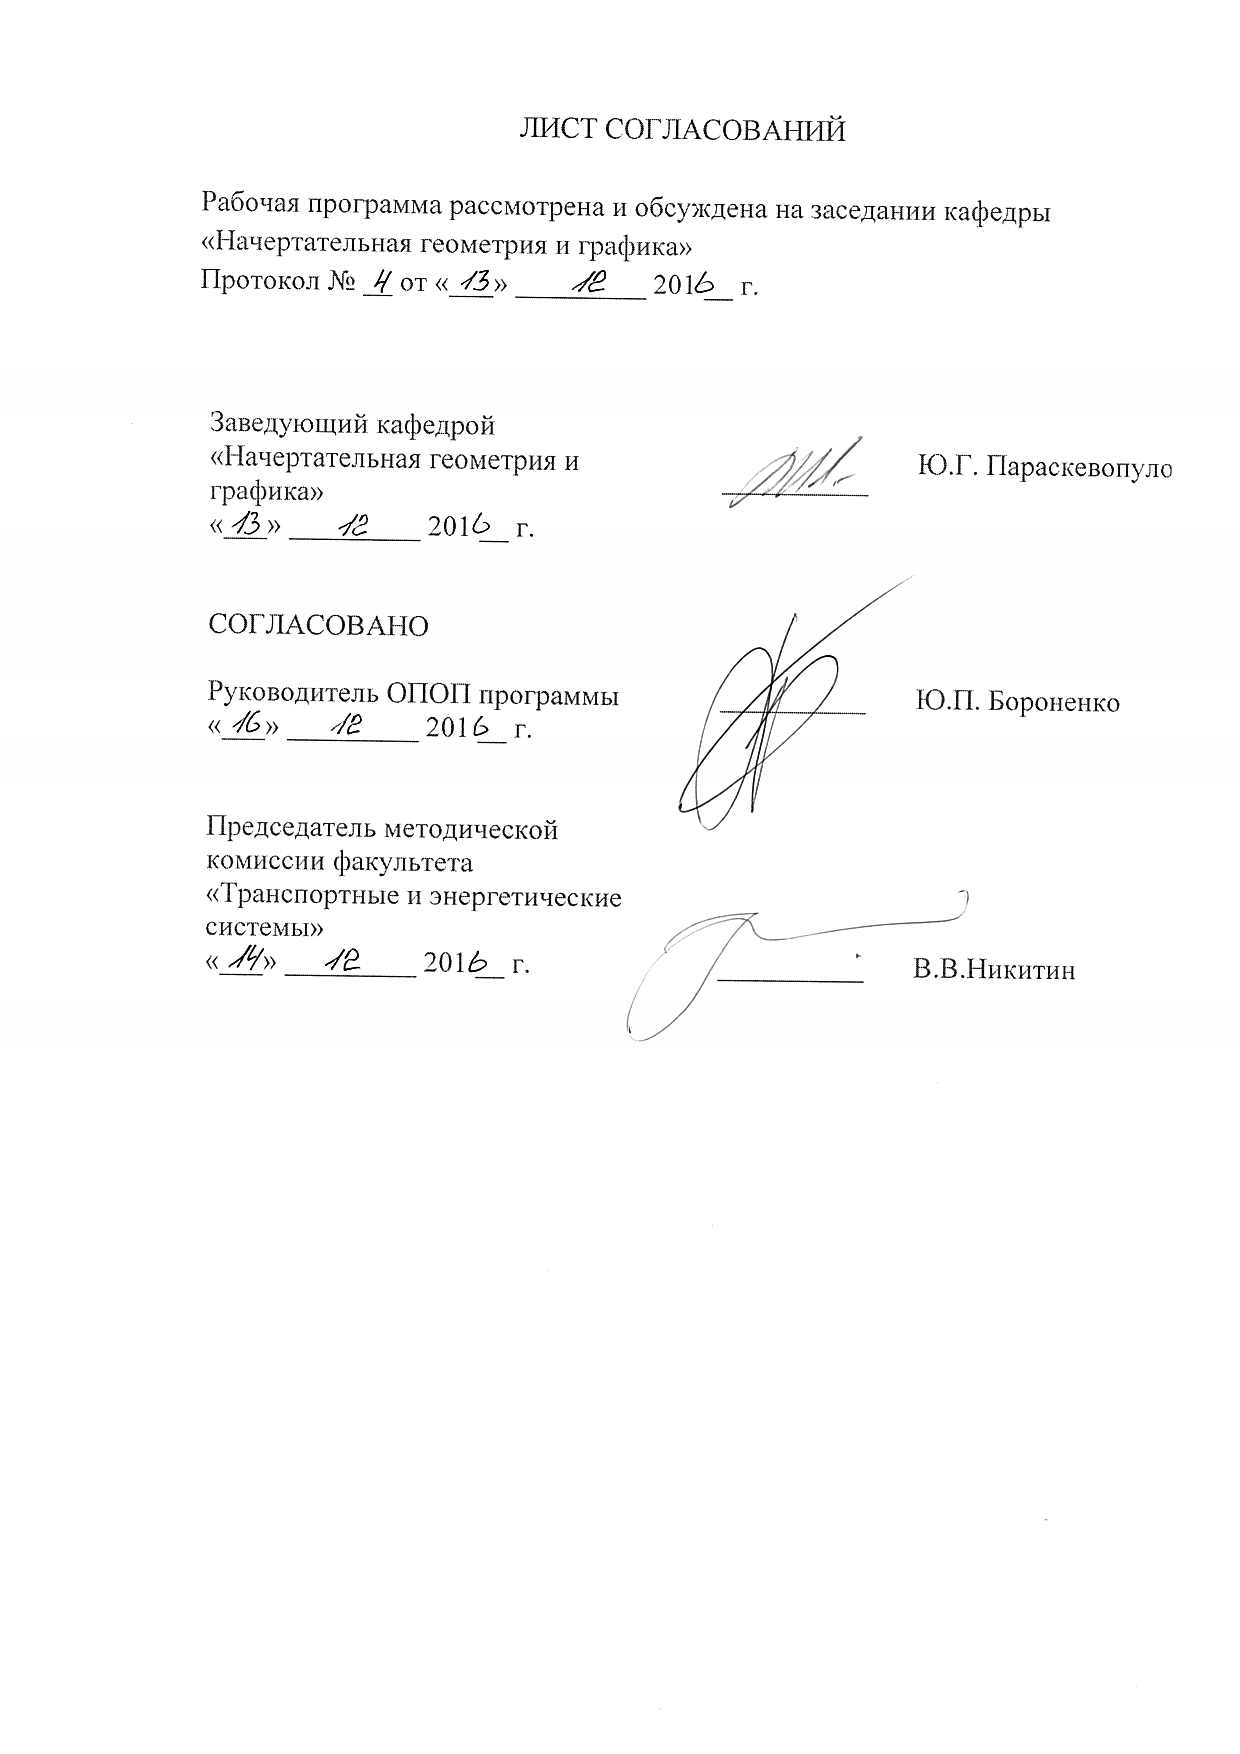 ЛИСТ СОГЛАСОВАНИЙ
Рабочая программа рассмотрена и обсуждена на заседании кафедры
«Начертательная геометрия и графика»
Протокол № 4 от «13» 12 2016 г.
Заведующий кафедрой
«Начертательная геометрия и
графика»
Ю.Г. Параскевопуло
«13» 12 2016 г.
СОГЛАСОВАНО
Руководитель ОПОП программы
Ю.П. Бороненко
«16» 12 2016 г.
Председатель методической
комиссии факультета
«Транспортные и энергетические
системы»
«14» 12 2016 г.
В.В.Никитин